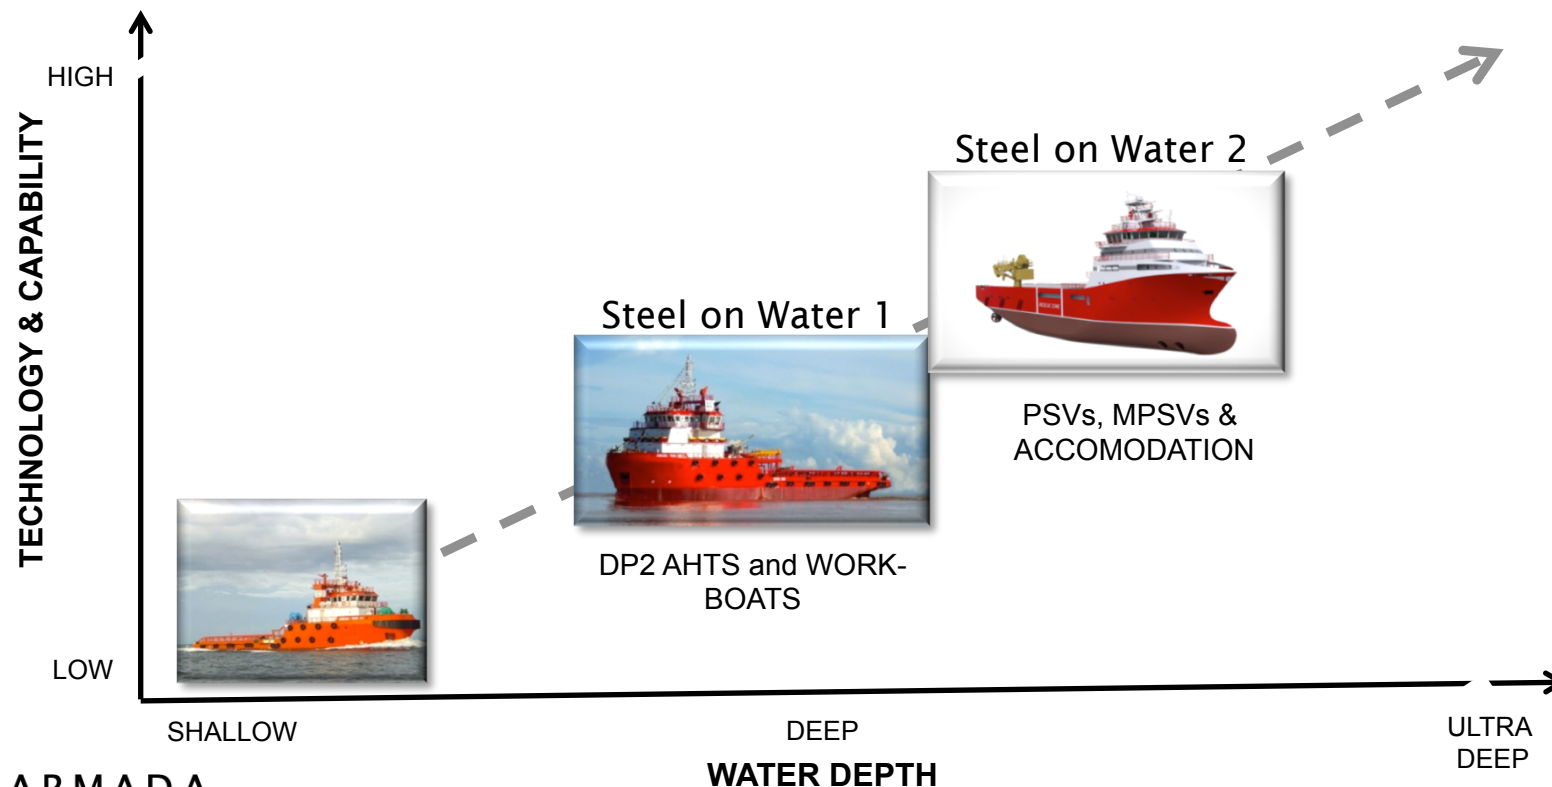 HIGH
TECHNOLOGY & CAPABILITY
LOW
Steel on Water 2
PSVs, MPSVs &
ACCOMODATION
Steel on Water 1
DP2 AHTS and WORK-
BOATS
SHALLOW
DEEP
ULTRA
DEEP
WATER DEPTH
ARMADA